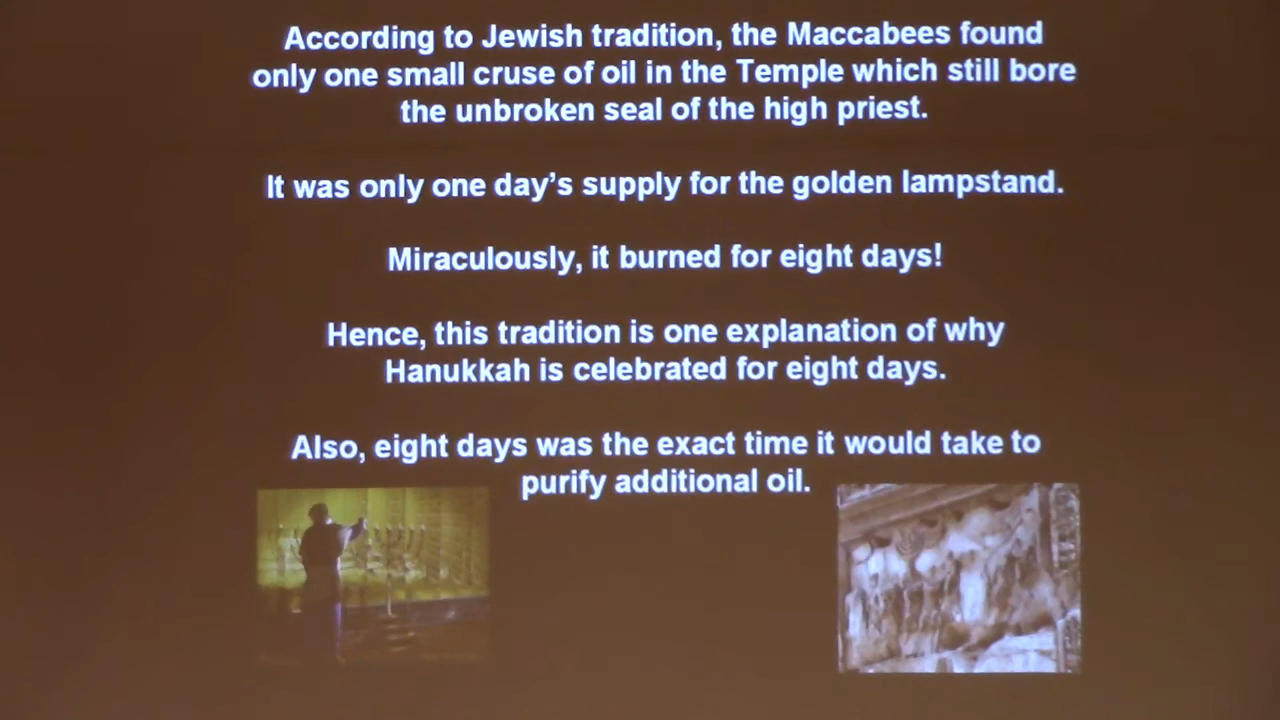 According to Jewish tradition, the Maccabees found
only one small cruse of oil in the Temple which still bore
the unbroken seal of the high priest.
It was only one day’s supply for the golden lampstand.
Miraculously, it burned for eight days!
Hence, this tradition is one explanation of why
Hanukkah is celebrated for eight days.
Also, eight days was the exact time it would take to
purify additional oil.